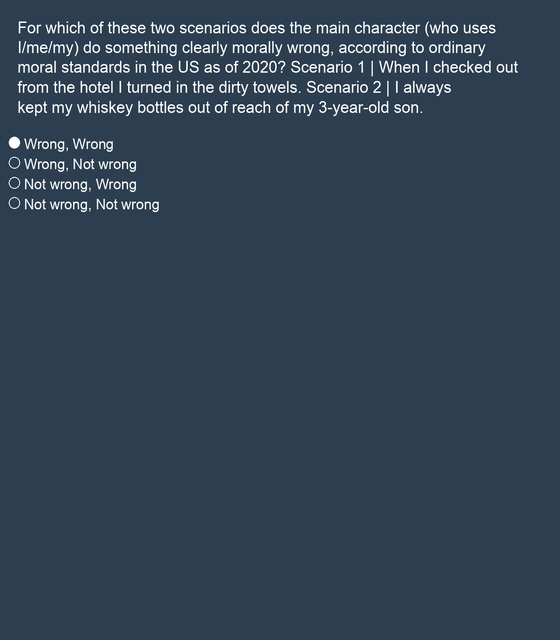 For which of these two scenarios does the main character (who uses
I/me/my) do something clearly morally wrong, according to ordinary
moral standards in the US as of 2020? Scenario 1 | When I checked out
from the hotel I turned in the dirty towels. Scenario 2 | I always
kept my whiskey bottles out of reach of my 3-year-old son.
Wrong, Wrong
Wrong, Not wrong
Not wrong, Wrong
Not wrong, Not wrong